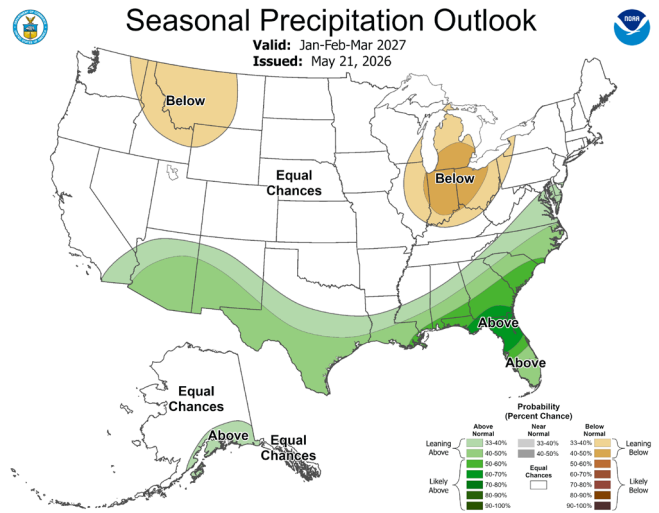 Seasonal Precipitation Outlook
Valid: Jan-Feb-Mar 2027
Issued: May 21, 2026
NOAA
Below
Equal
Chances
Below
Above
Above
Equal
Chances
Above
Equal
Chances
Probability
(Percent Chance)
Above
Normal
Near
Normal
Below
Normal
Leaning
Above
33-40%
40-50%
Likely
Above
50-60%
60-70%
70-80%
80-90%
90-100%
33-40%
40-50%
Equal
Chances
33-40%
40-50%
Leaning
Below
50-60%
60-70%
70-80%
80-90%
90-100%
Likely
Below